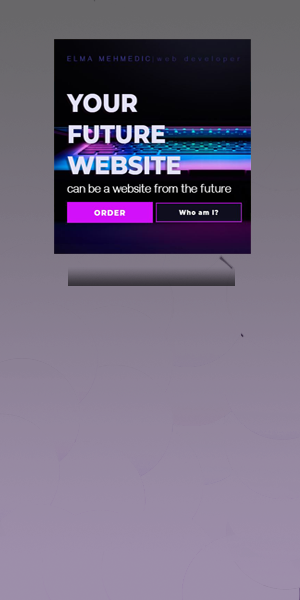 ELMA MEHMEDIC|web developer
YOUR
FUTURE
WEBSITE
can be a website from the future
ORDER
Who am I?